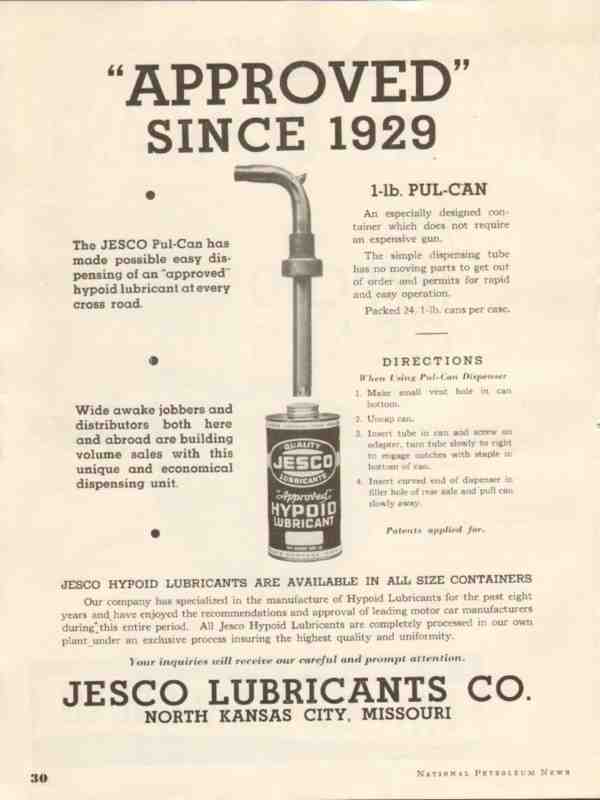 "APPROVED"
SINCE 1929
The JESCO Pul-Can has
made possible easy dis-
pensing of an "approved"
hypoid lubricant at every
cross road.
Wide awake jobbers and
distributors both here
and abroad are building
volume sales with this
unique and economical
dispensing unit.
1-lb. PUL-CAN
An especially designed con-
tainer which does not require
an expensive gun.
The simple dispensing tube
has no moving parts to get out
of order and permits for rapid
and easy operation.
Packed 24, 1-lb. cans per case.
DIRECTIONS
When Using Pul-Can Dispenser
1. Make small vent hole in can
bottom.
2. Uncap can.
3. Insert tube in can and screw on
adapter, turn tube slowly to right
to engage notches with staple in
bottom of can.
4. Insert curved end of dispenser in
filler hole of rear axle and pull can
slowly away.
Patents applied for.
QUALITY
JESCO
LUBRICANTS
"Approved"
HYPOID
LUBRICANT
JESCO HYPOID LUBRICANTS ARE AVAILABLE IN ALL SIZE CONTAINERS
Our company has specialized in the manufacture of Hypoid Lubricants for the past eight
years and have enjoyed the recommendations and approval of leading motor car manufacturers
during this entire period. All Jesco Hypoid Lubricants are completely processed in our own
plant under an exclusive process insuring the highest quality and uniformity.
Your inquiries will receive our careful and prompt attention.
JESCO LUBRICANTS CO.
NORTH KANSAS CITY, MISSOURI
30
NATIONAL PETROLEUM NEWS